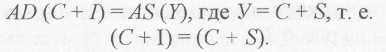 AD (C + I) = AS (Y), где У = C + S, т. е.
(C + I) = (C + S).